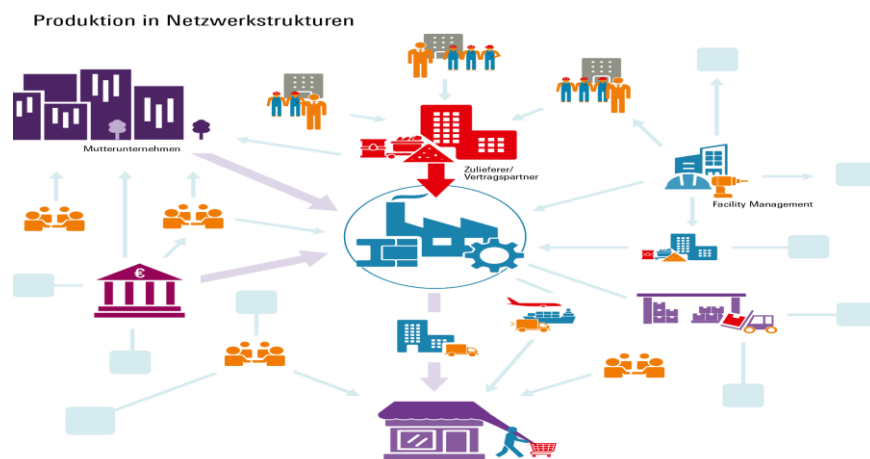 Produktion in Netzwerkstrukturen
Mutterunternehmen
Zulieferer/
Vertragspartner
Facility Management
€